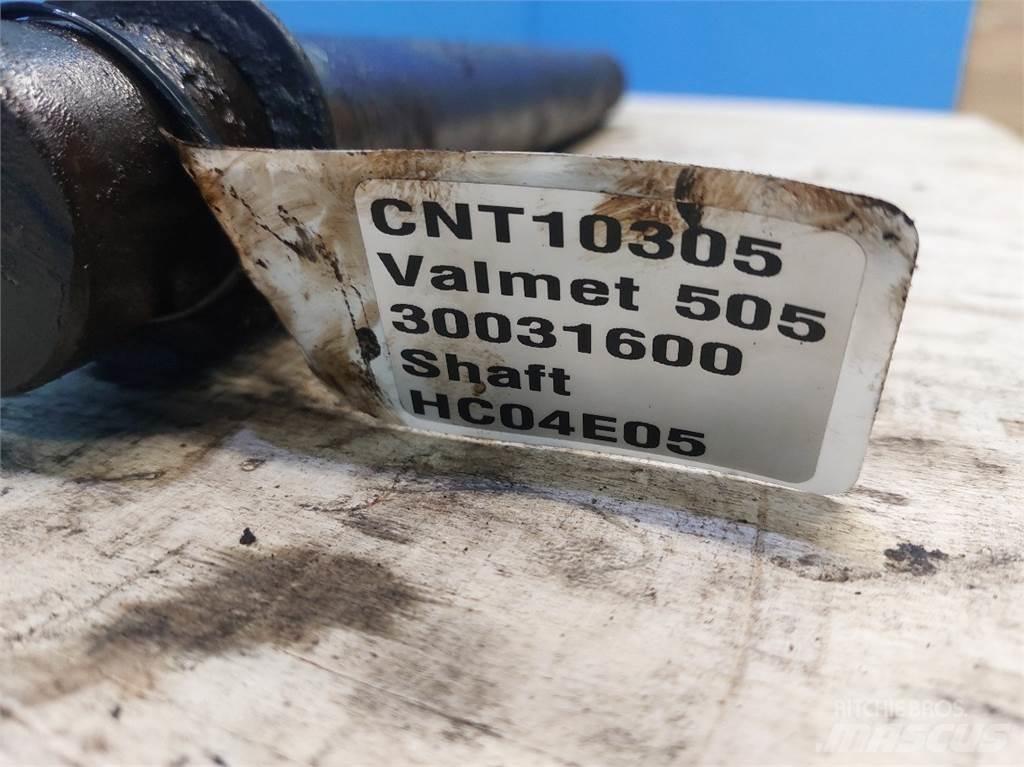 CNT10305
Valmet 505
30031600
Shaft
HC04E05
RITCHIE BROS.
MASCUS